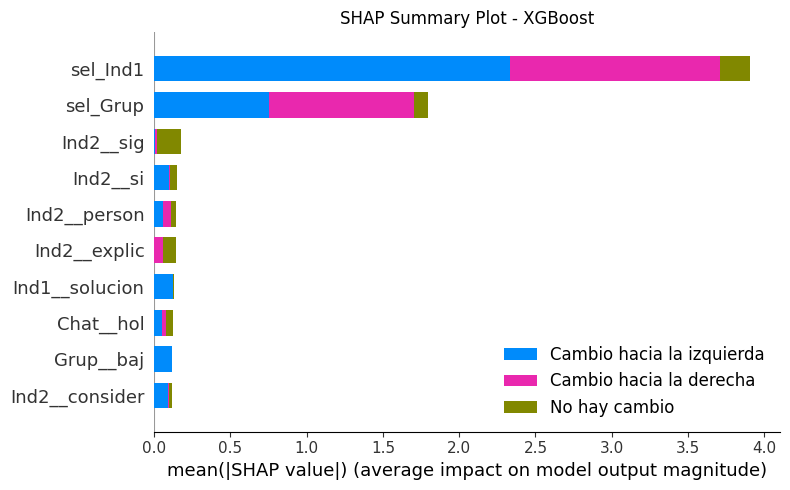 SHAP Summary Plot - XGBoost
sel_Ind1
sel_Grup
Ind2__sig
Ind2__si
Ind2__person
Ind2__explic
Ind1__solucion
Chat__hol
Grup__baj
Ind2__consider
Cambio hacia la izquierda
Cambio hacia la derecha
No hay cambio
0.0 0.5 1.0 1.5 2.0 2.5 3.0 3.5 4.0
mean(|SHAP value|) (average impact on model output magnitude)